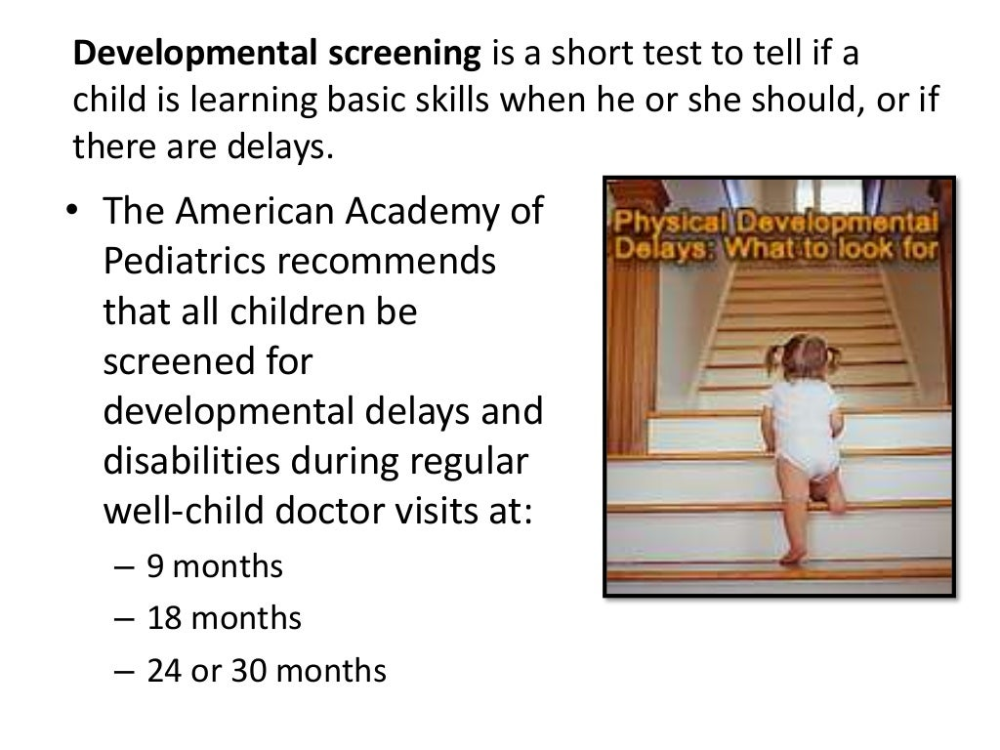 Developmental screening is a short test to tell if a
child is learning basic skills when he or she should, or if
there are delays.
• The American Academy of
Pediatrics recommends
that all children be
screened for
developmental delays and
disabilities during regular
well-child doctor visits at:
– 9 months
– 18 months
– 24 or 30 months
Physical Developmental
Delays: What to look for